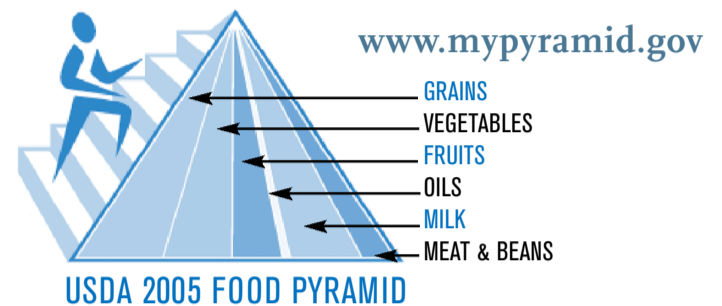 www.mypyramid.gov
GRAINS
VEGETABLES
FRUITS
OILS
MILK
MEAT & BEANS
USDA 2005 FOOD PYRAMID